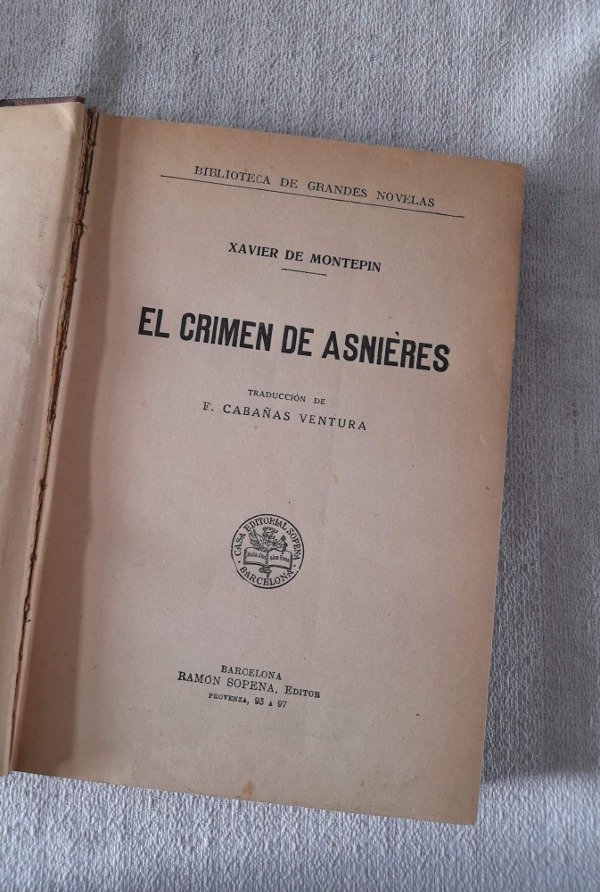 BIBLIOTECA DE GRANDES NOVELAS
XAVIER DE MONTEPIN
EL CRIMEN DE ASNIÈRES
TRADUCCIÓN DE
F. CABAÑAS VENTURA
CASA EDITORIAL SOPENA
BARCELONA
BARCELONA
RAMÓN SOPENA, EDITOR
PROVENZA, 93 A 97